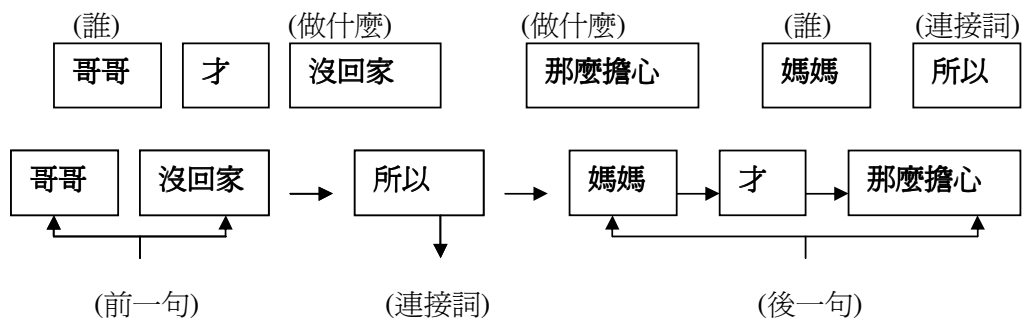 (誰) (做什麼) (做什麼) (誰) (連接詞)
哥哥 才 沒回家 那麼擔心 媽媽 所以
哥哥 沒回家 所以 媽媽 才 那麼擔心
(前一句) (連接詞) (後一句)